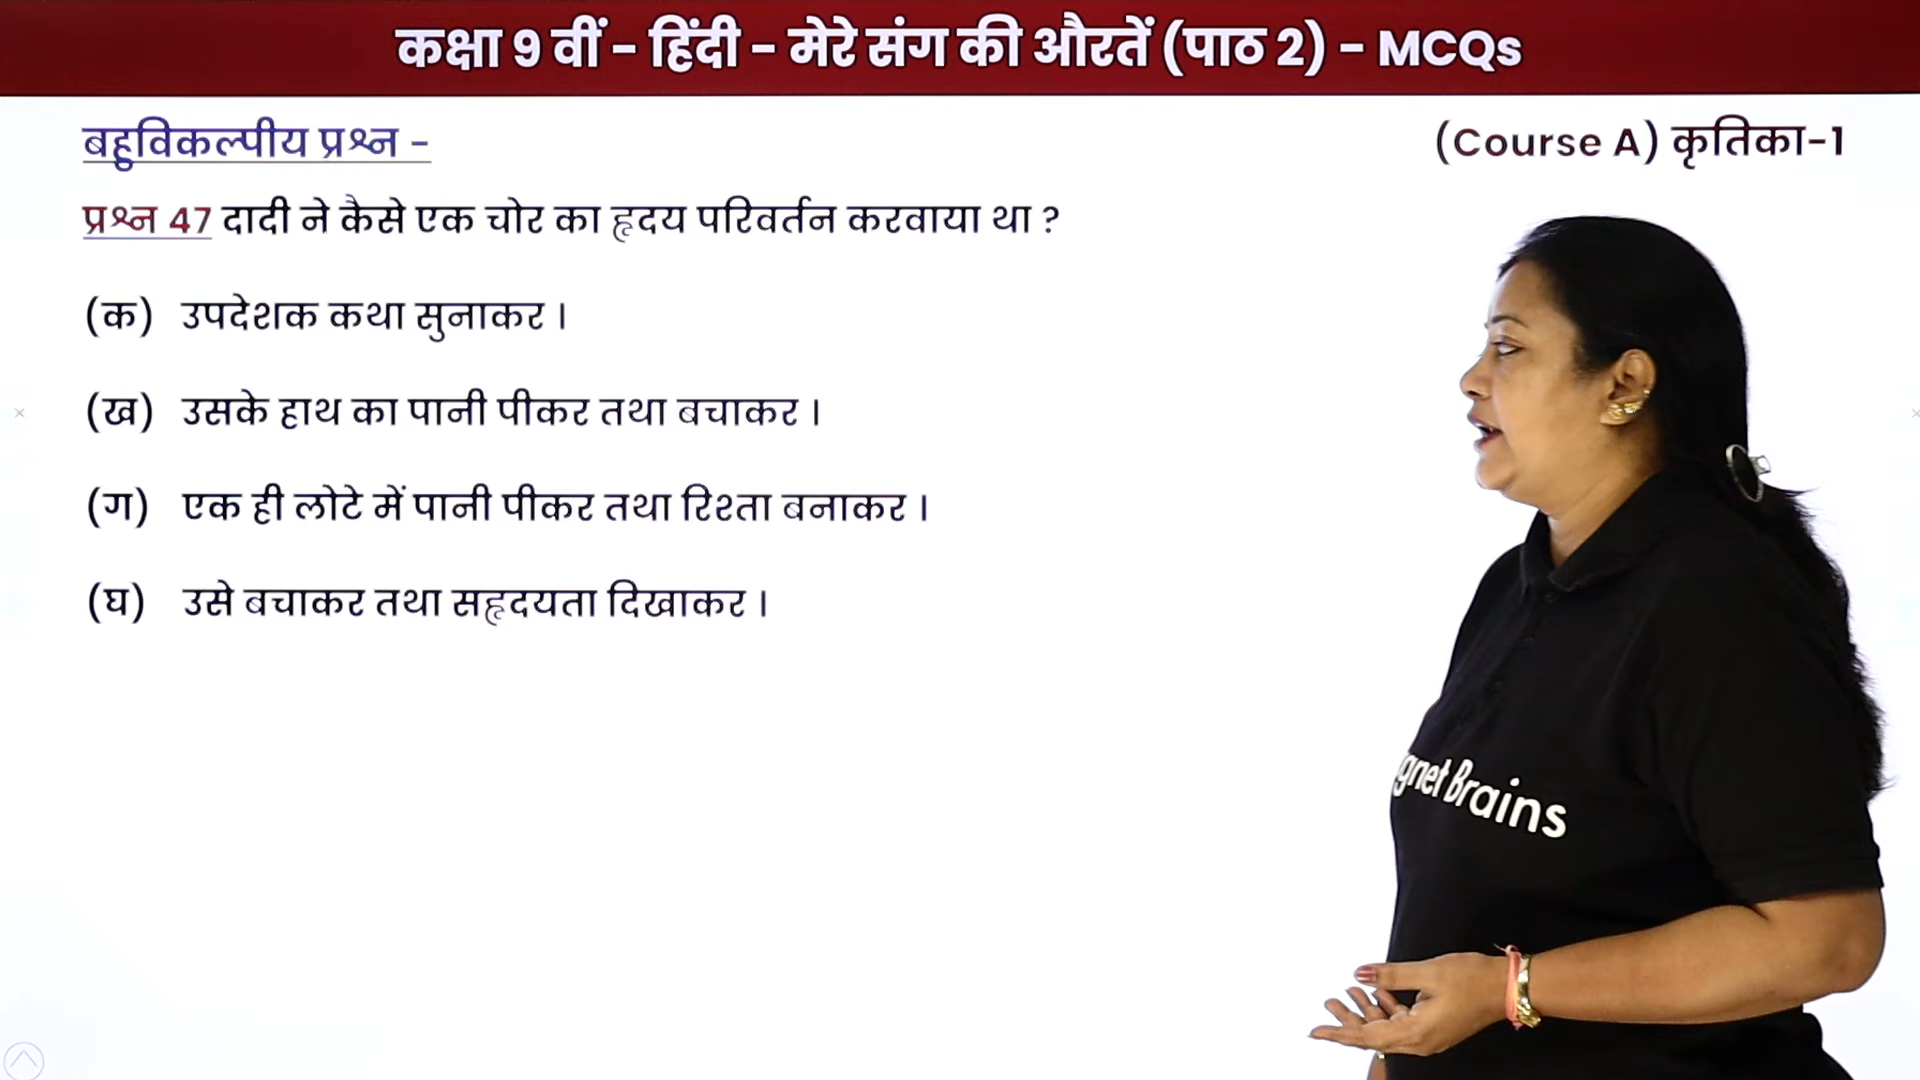 कक्षा 9 वीं - हिंदी - मेरे संग की औरतें (पाठ 2) - MCQs
बहुविकल्पीय प्रश्न -
(Course A) कृतिका-1
प्रश्न 47 दादी ने कैसे एक चोर का हृदय परिवर्तन करवाया था ?
(क) उपदेशक कथा सुनाकर ।
(ख) उसके हाथ का पानी पीकर तथा बचाकर ।
(ग) एक ही लोटे में पानी पीकर तथा रिश्ता बनाकर ।
(घ) उसे बचाकर तथा सहृदयता दिखाकर ।
gnet Brains